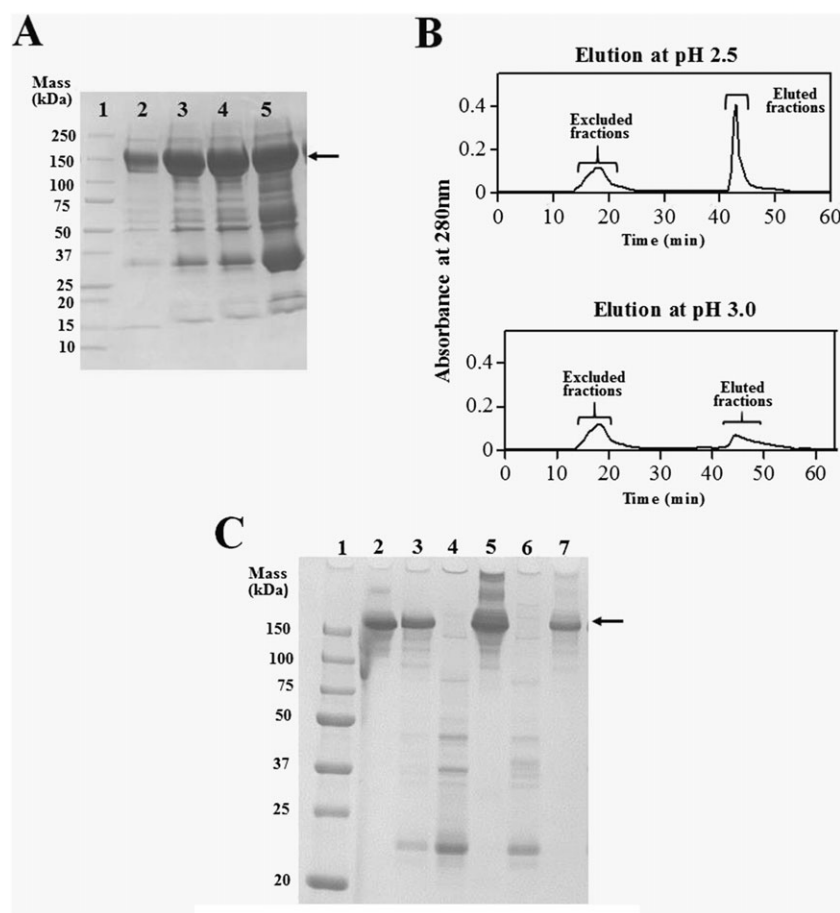 A
Mass
(kDa)
1 2 3 4 5
250
150
100
75
50
37
25
20
15
10
B
Absorbance at 280nm
Elution at pH 2.5
0.4
0.2
0
Excluded
fractions
Eluted
fractions
0 10 20 30 40 50 60
Time (min)
Elution at pH 3.0
0.4
0.2
0
Excluded
fractions
Eluted
fractions
0 10 20 30 40 50 60
Time (min)
C
Mass
(kDa)
1 2 3 4 5 6 7
150
100
75
50
37
25
20